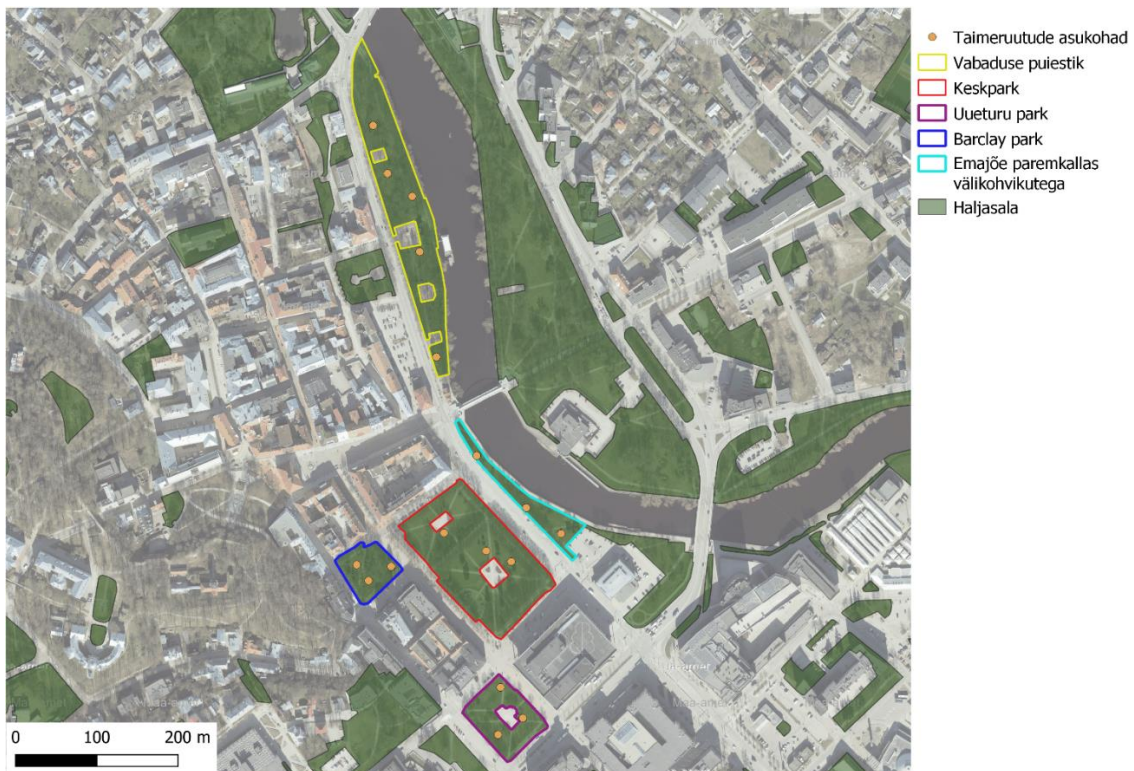 Taimeruutude asukohad
Vabaduse puiestik
Keskpark
Uueturu park
Barclay park
Emajõe paremkallas
välikohvikutega
Haljasala
0 100 200 m